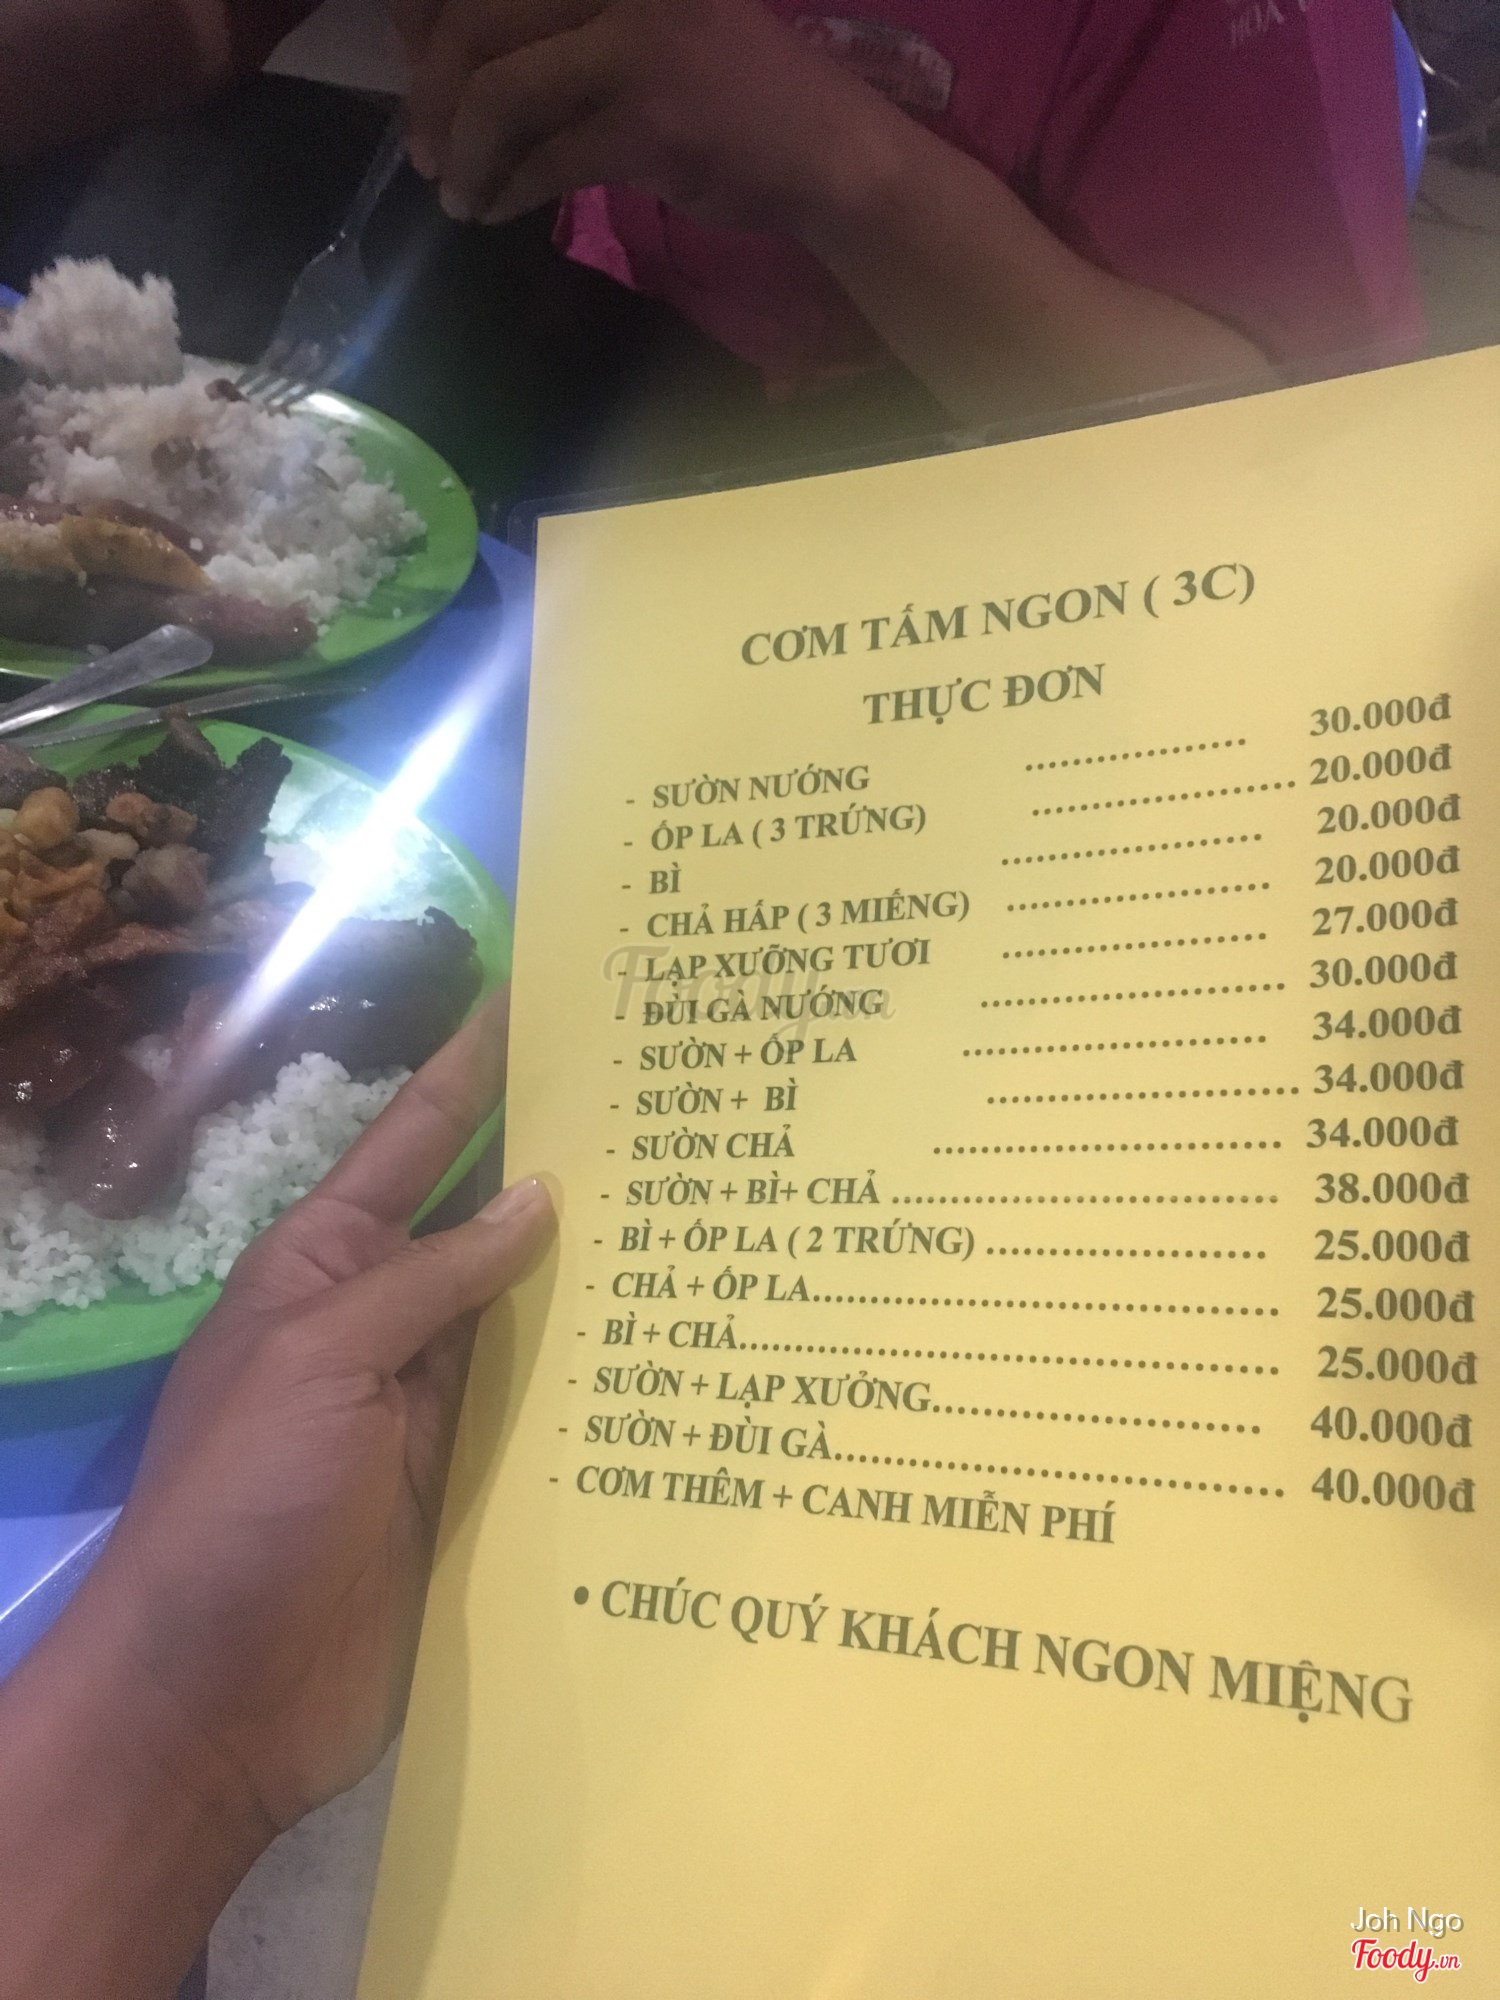 CƠM TẤM NGON ( 3C)
THỰC ĐƠN
- SƯỜN NƯỚNG ................. 30.000đ
- ỐP LA ( 3 TRỨNG) ...................... 20.000đ
- BÌ ...................... 20.000đ
- CHẢ HẤP ( 3 MIẾNG) ...................... 20.000đ
- LẠP XƯỠNG TƯƠI ...................... 27.000đ
- ĐÙI GÀ NƯỚNG ...................... 30.000đ
- SƯỜN + ỐP LA ...................... 34.000đ
- SƯỜN + BÌ ...................... 34.000đ
- SƯỜN CHẢ ...................... 34.000đ
- SƯỜN + BÌ+ CHẢ ...................... 38.000đ
- BÌ + ỐP LA ( 2 TRỨNG) ...................... 25.000đ
- CHẢ + ỐP LA...................... 25.000đ
- BÌ + CHẢ...................... 25.000đ
- SƯỜN + LẠP XƯỞNG...................... 40.000đ
- SƯỜN + ĐÙI GÀ...................... 40.000đ
- CƠM THÊM + CANH MIỄN PHÍ
• CHÚC QUÝ KHÁCH NGON MIỆNG
Foody.vn
Joh Ngo
Foody.vn